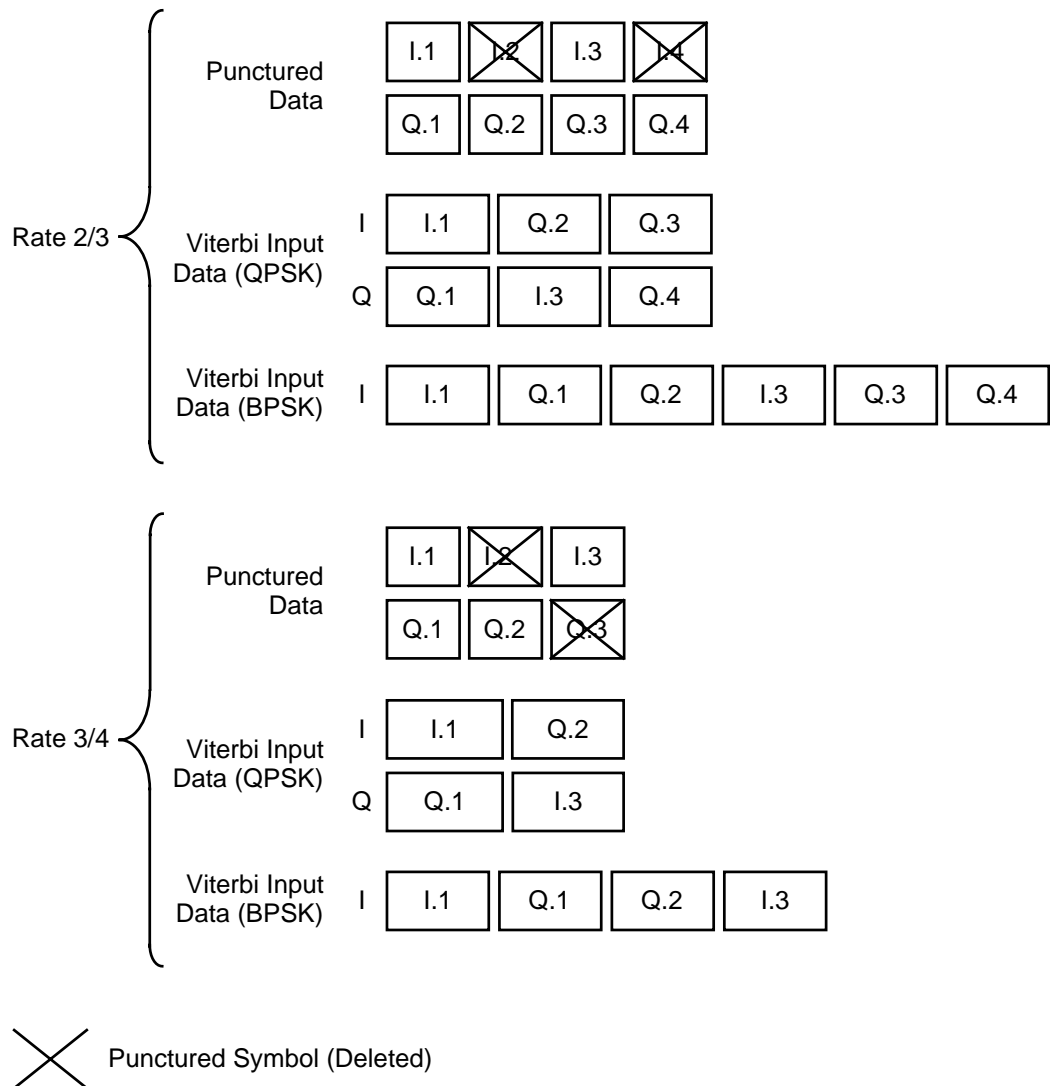 Punctured
Data
I.1 I.2 I.3 I.4
Q.1 Q.2 Q.3 Q.4
Rate 2/3
Viterbi Input
Data (QPSK)
I I.1 Q.2 Q.3
Q Q.1 I.3 Q.4
Viterbi Input
Data (BPSK)
I I.1 Q.1 Q.2 I.3 Q.3 Q.4
Punctured
Data
I.1 I.2 I.3
Q.1 Q.2 Q.3
Rate 3/4
Viterbi Input
Data (QPSK)
I I.1 Q.2
Q Q.1 I.3
Viterbi Input
Data (BPSK)
I I.1 Q.1 Q.2 I.3
Punctured Symbol (Deleted)